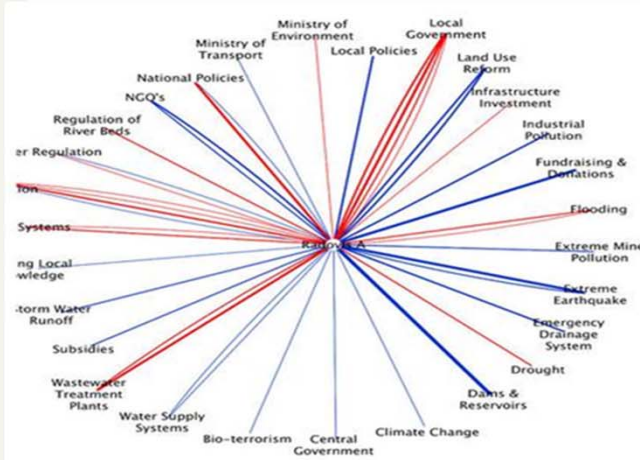 Ministry of
Environment
Local
Government
Ministry of
Transport
Local Policies
Land Use
Reform
National Policies
NGO's
Infrastructure
Investment
Regulation of
River Beds
Industrial
Pollution
er Regulation
Fundraising &
Donations
ion
Flooding
Systems
Radovis A
Extreme Mine
Pollution
ng Local
wledge
Extreme
Earthquake
torm Water
Runoff
Emergency
Drainage
System
Subsidies
Drought
Wastewater
Treatment
Plants
Dams &
Reservoirs
Water Supply
Systems
Bio-terrorism
Central
Government
Climate Change